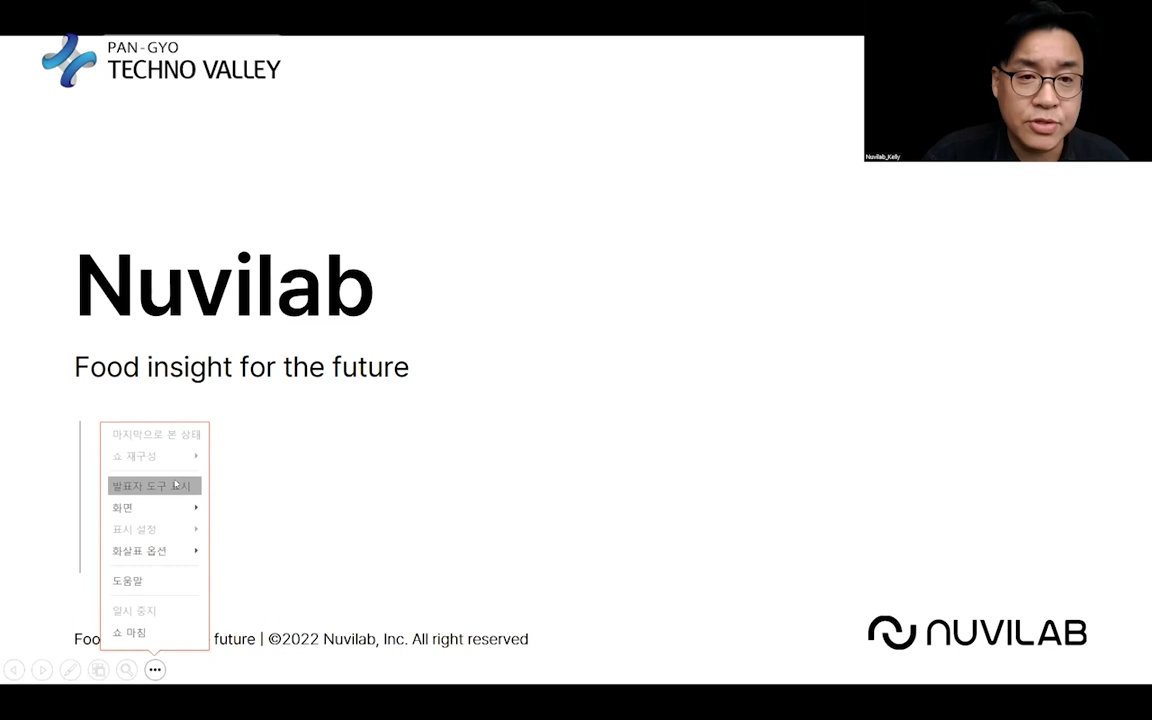 PAN-GYO
TECHNO VALLEY
Nuvilab_Kelly
Nuvilab
Food insight for the future
마지막으로 본 상태
쇼 재구성
발표자 도구 표시
화면
표시 설정
화살표 옵션
도움말
일시 중지
쇼 마침
Foo future | ©2022 Nuvilab, Inc. All right reserved
NUVILAB